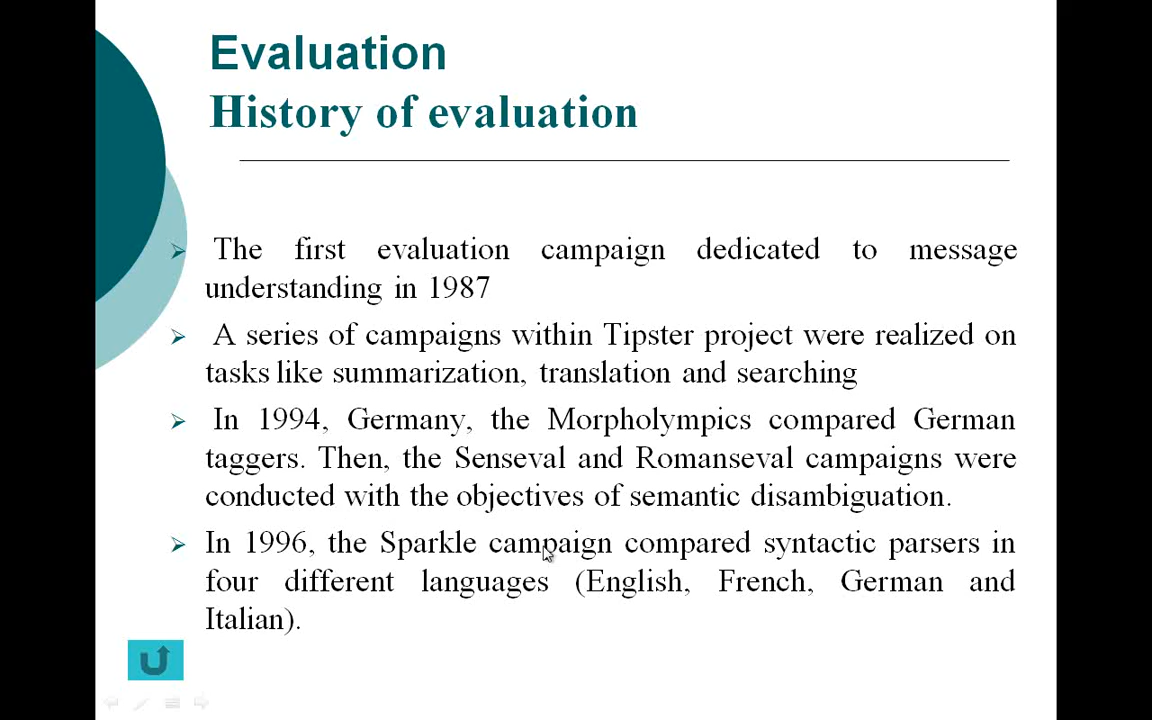 Evaluation
History of evaluation
The first evaluation campaign dedicated to message
understanding in 1987
A series of campaigns within Tipster project were realized on
tasks like summarization, translation and searching
In 1994, Germany, the Morpholympics compared German
taggers. Then, the Senseval and Romanseval campaigns were
conducted with the objectives of semantic disambiguation.
In 1996, the Sparkle campaign compared syntactic parsers in
four different languages (English, French, German and
Italian).